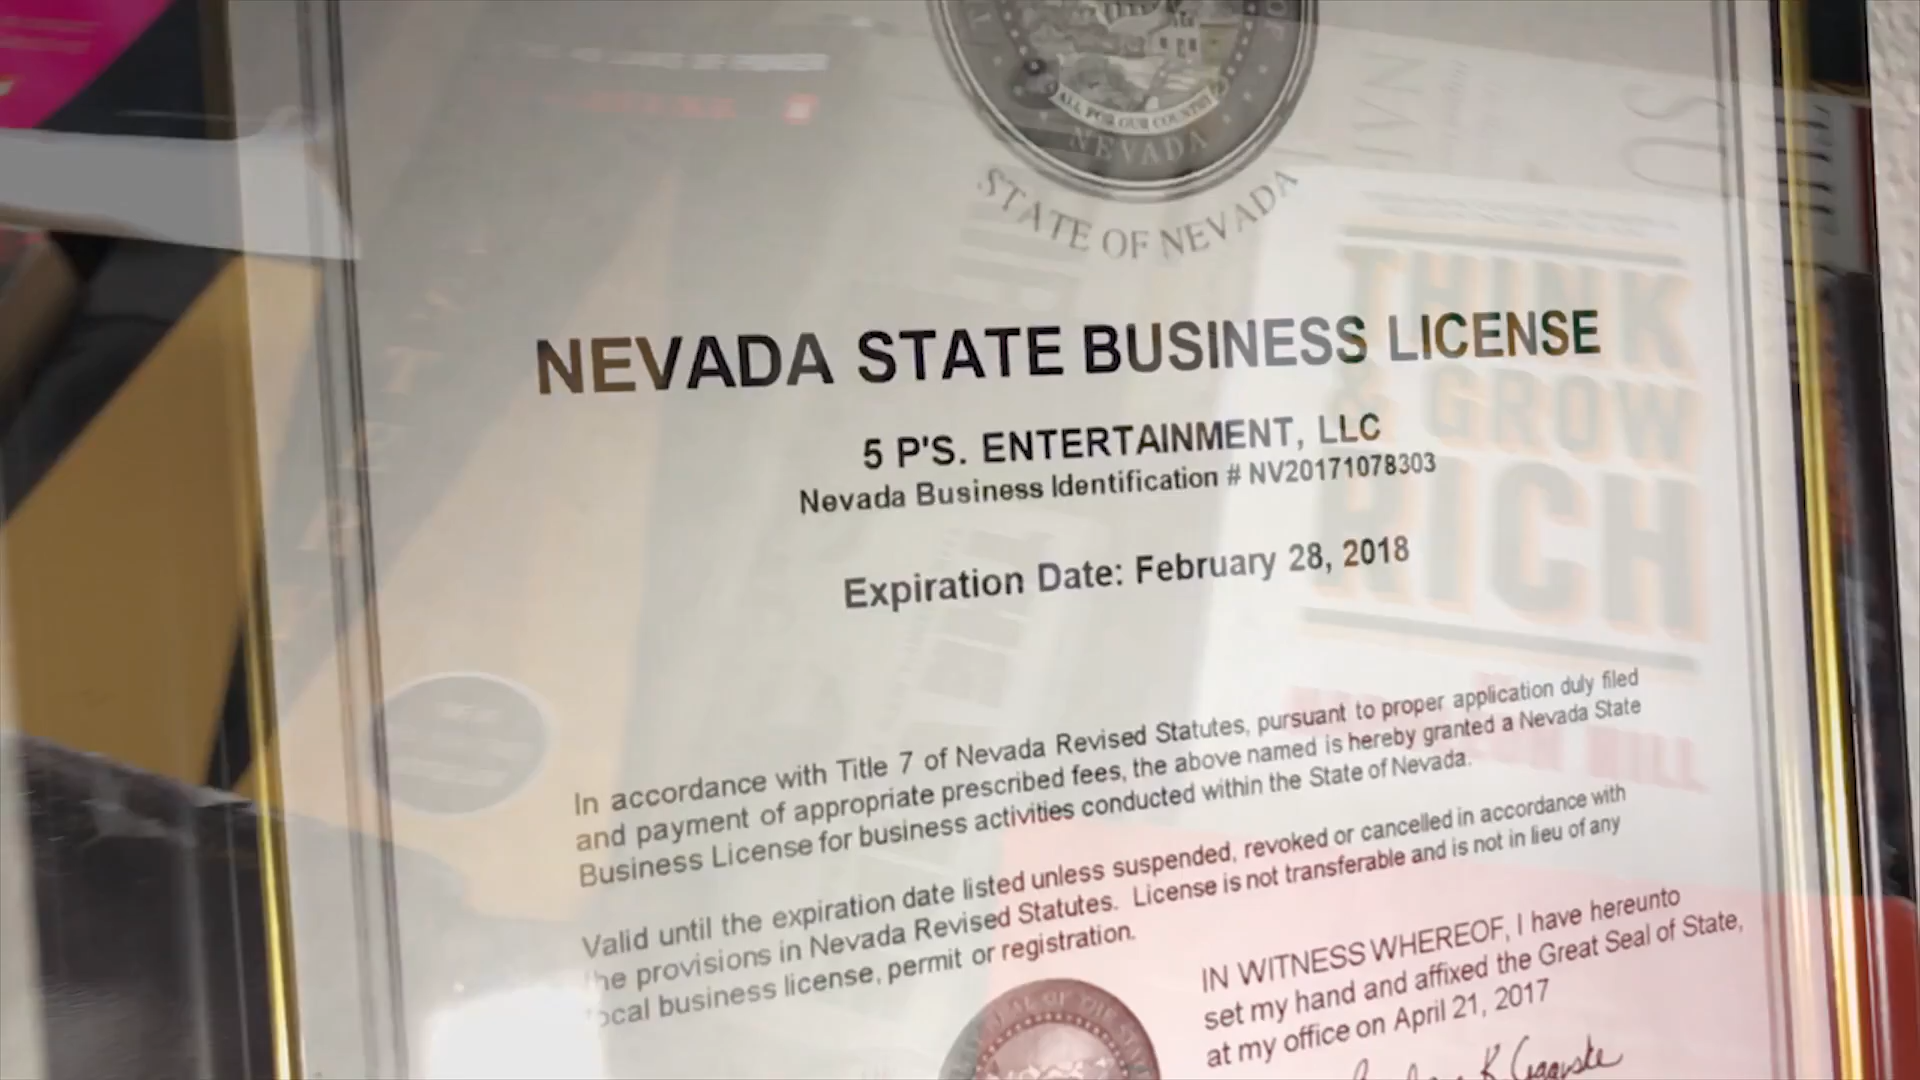 ALL FOR OUR COUNTRY
NEVADA
STATE OF NEVADA
NEVADA STATE BUSINESS LICENSE
5 P'S. ENTERTAINMENT, LLC
Nevada Business Identification # NV20171078303
Expiration Date: February 28, 2018
In accordance with Title 7 of Nevada Revised Statutes, pursuant to proper application duly filed
and payment of appropriate prescribed fees, the above named is hereby granted a Nevada State
Business License for business activities conducted within the State of Nevada.
Valid until the expiration date listed unless suspended, revoked or cancelled in accordance with
the provisions in Nevada Revised Statutes. License is not transferable and is not in lieu of any
local business license, permit or registration.
IN WITNESS WHEREOF, I have hereunto
set my hand and affixed the Great Seal of State,
at my office on April 21, 2017
THINK
& GROW
RICH
HILL